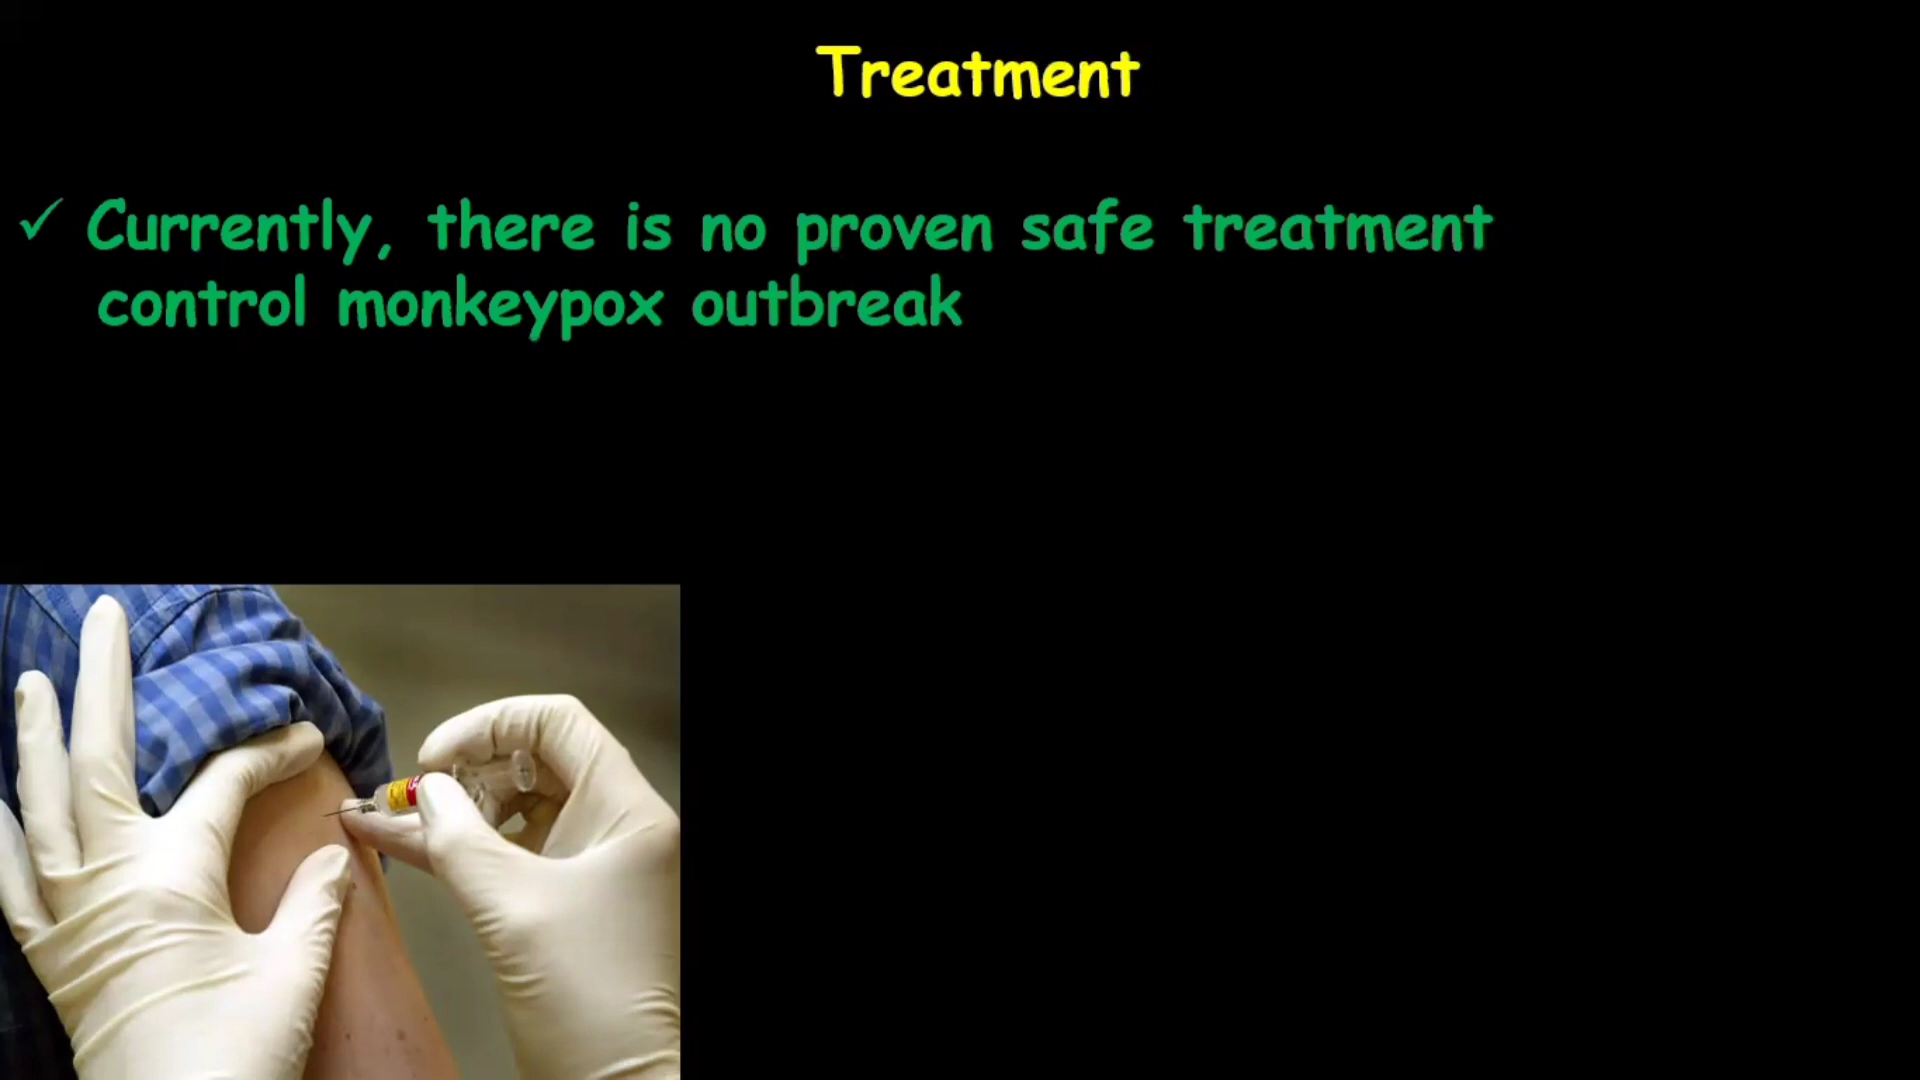 Treatment
✓ Currently, there is no proven safe treatment
control monkeypox outbreak